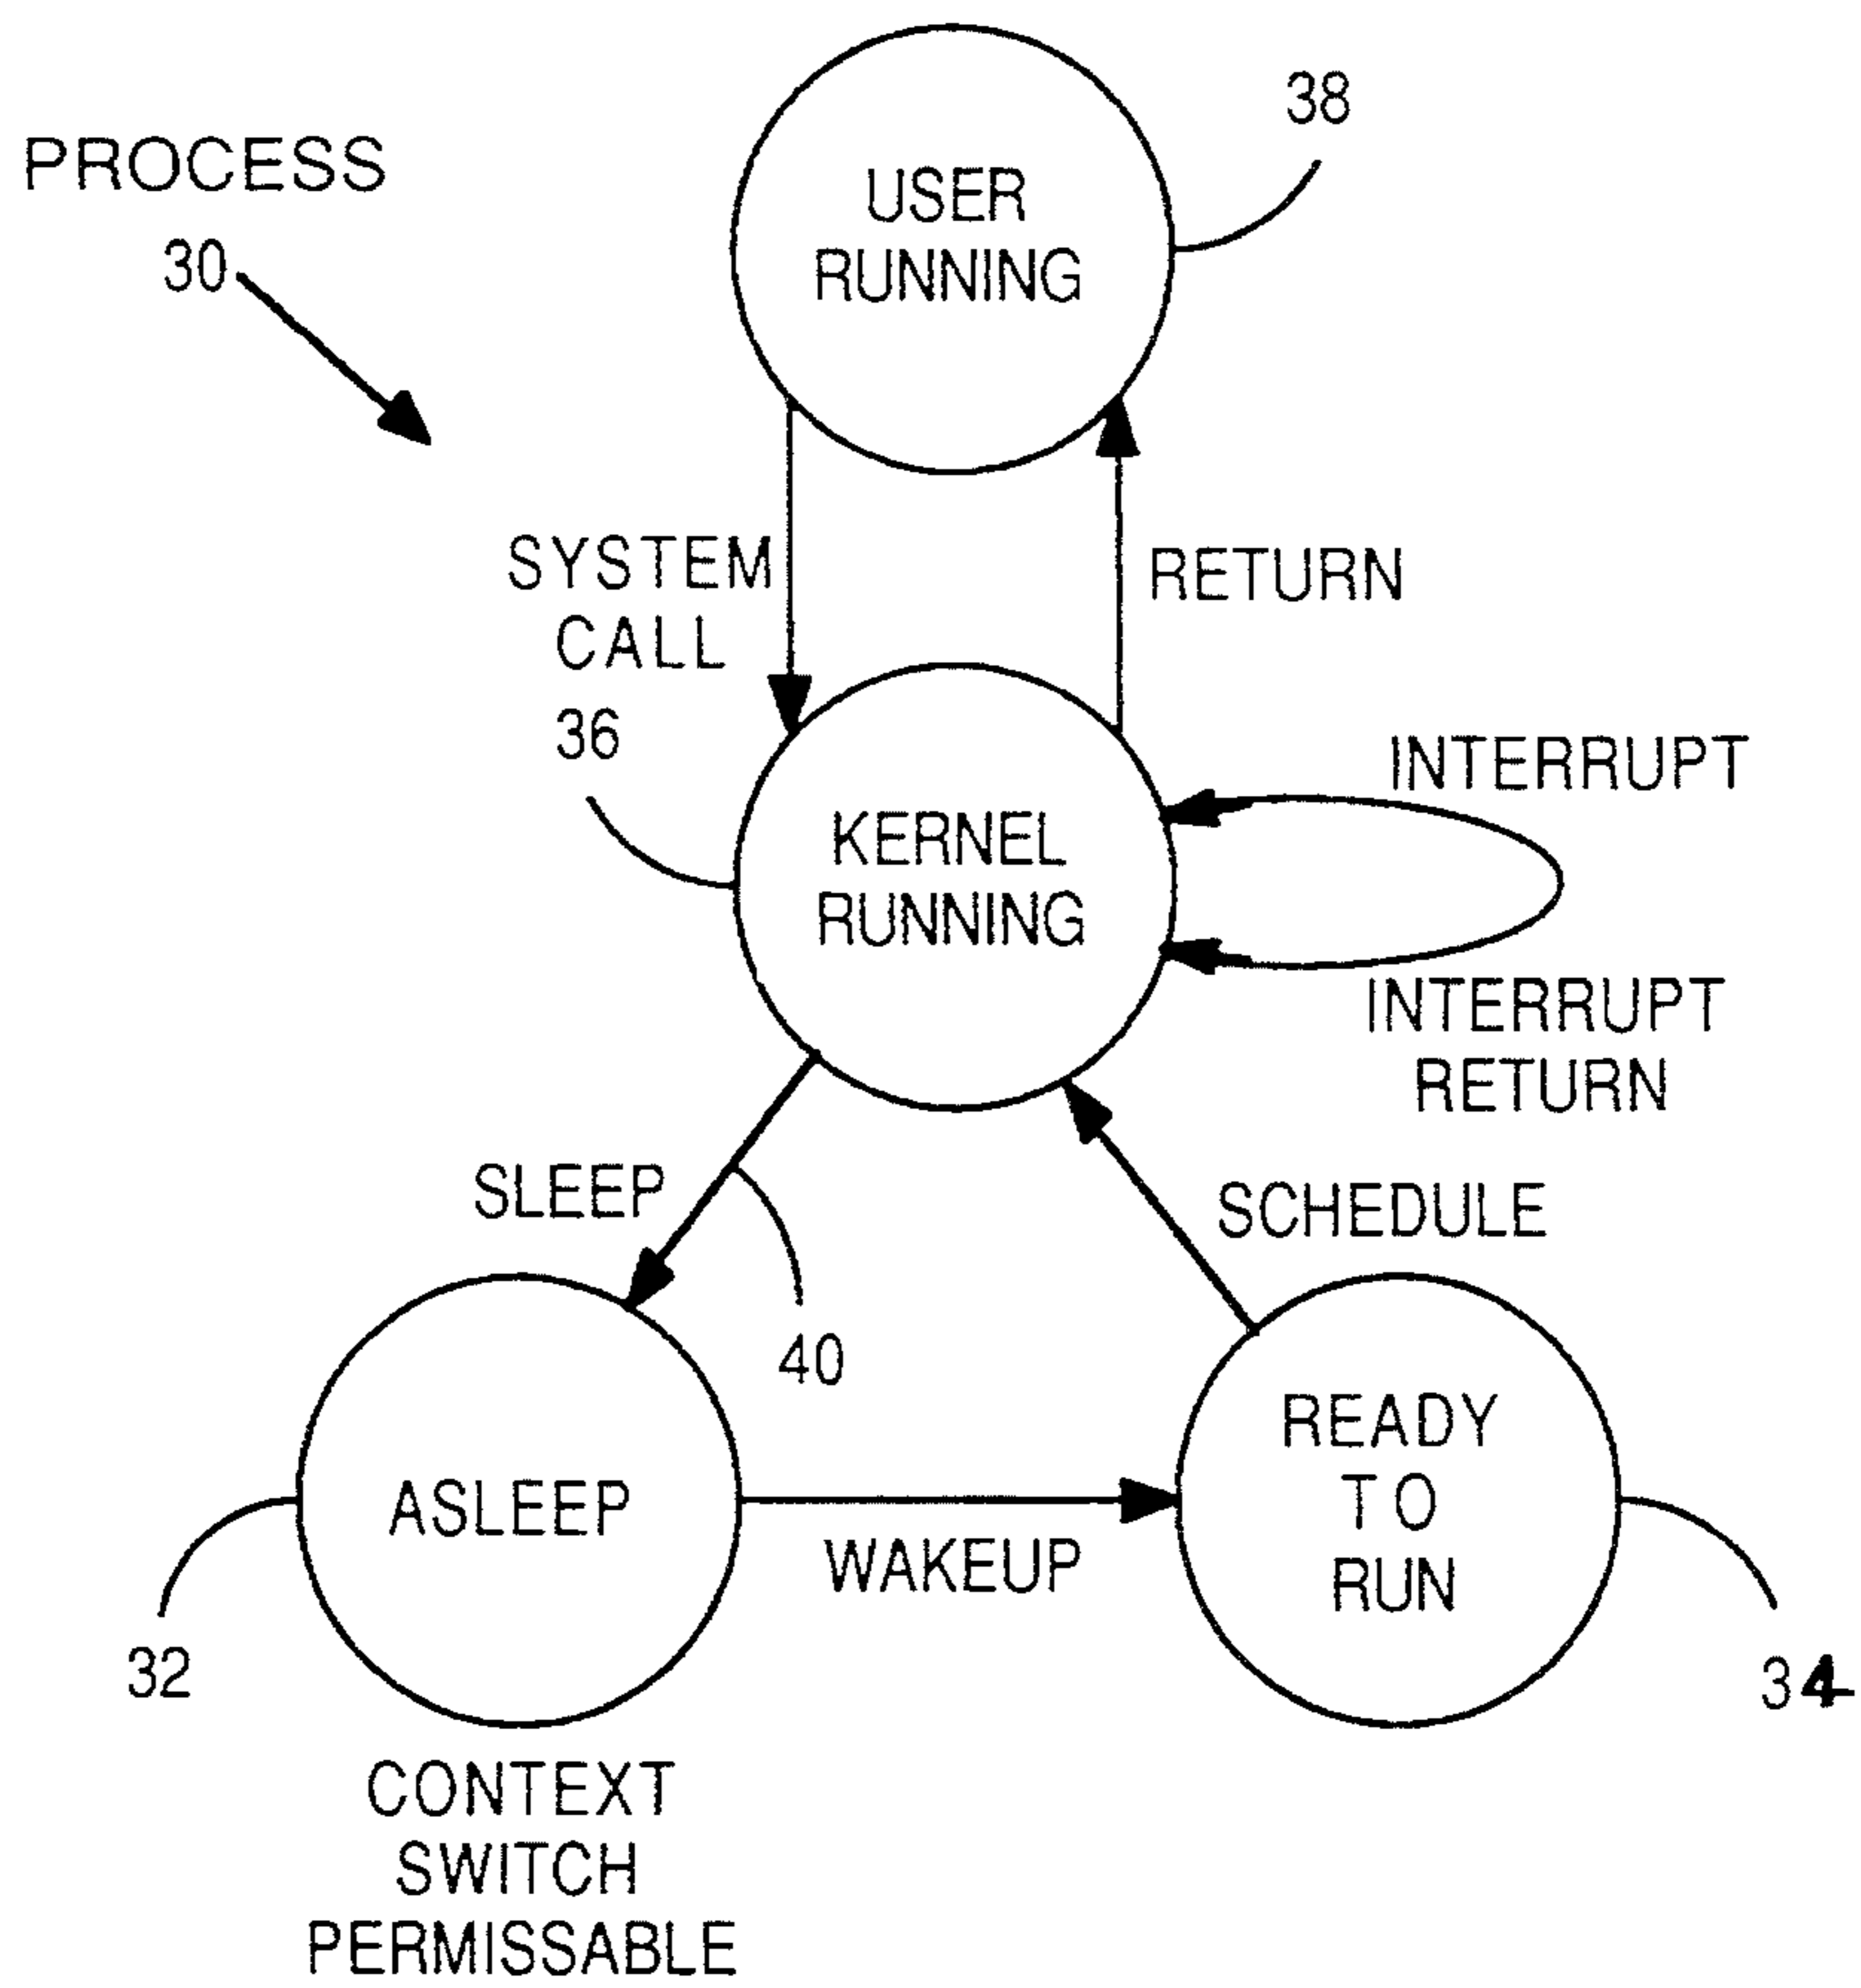 PROCESS
30
38
USER
RUNNING
SYSTEM
CALL
RETURN
36
KERNEL
RUNNING
INTERRUPT
INTERRUPT
RETURN
SLEEP
40
SCHEDULE
ASLEEP
WAKEUP
READY
TO
RUN
32
34
CONTEXT
SWITCH
PERMISSABLE